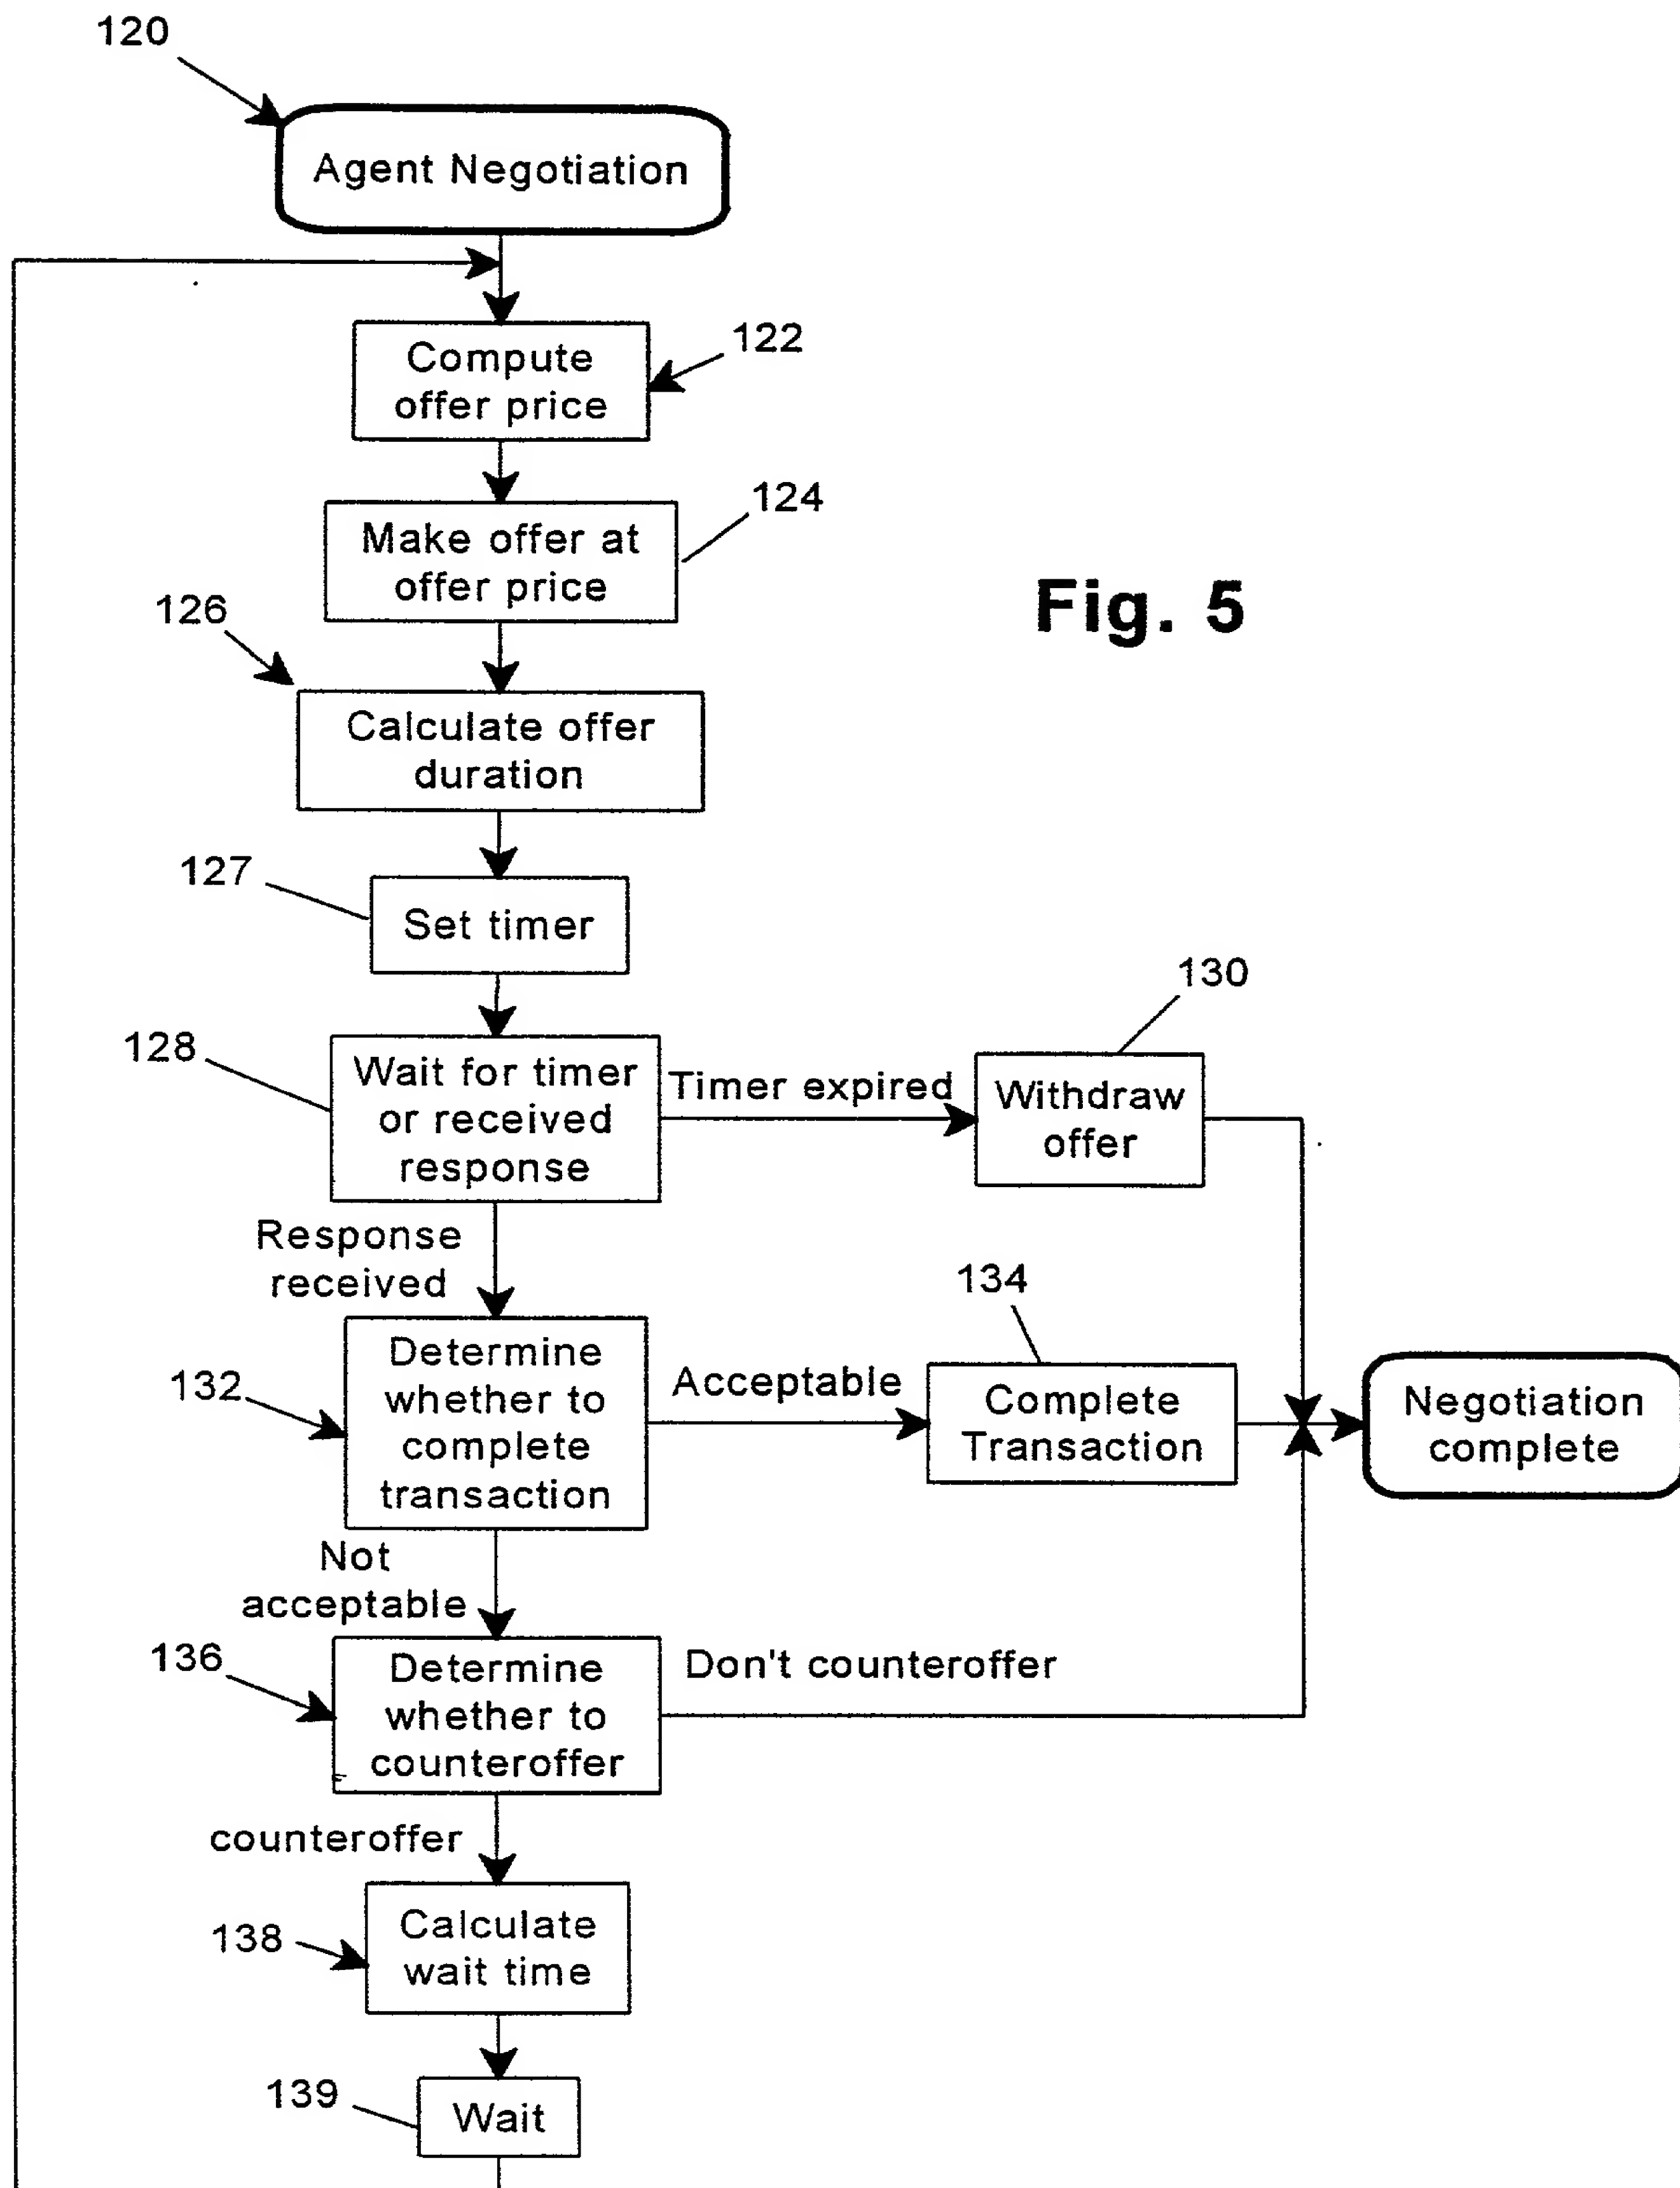 120
Agent Negotiation
Compute
offer price
122
Make offer at
offer price
124
Fig. 5
126
Calculate offer
duration
127
Set timer
130
128
Wait for timer
or received
response
Timer expired
Withdraw
offer
Response
received
134
132
Determine
whether to
complete
transaction
Acceptable
Complete
Transaction
Negotiation
complete
Not
acceptable
136
Determine
whether to
counteroffer
Don't counteroffer
counteroffer
138
Calculate
wait time
139
Wait